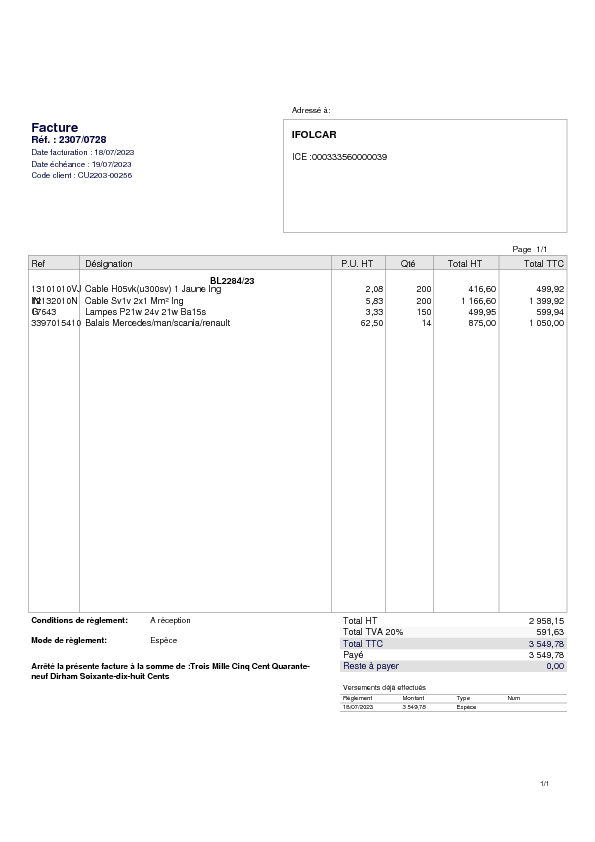 Adressé à:
Facture
Réf. : 2307/0728
Date facturation : 18/07/2023
Date échéance : 19/07/2023
Code client : CU2203-00256
IFOLCAR
ICE :000333560000039
Page 1/1
Ref Désignation P.U. HT Qté Total HT Total TTC
BL2284/23
13101010VJ Cable H05vk(u300sv) 1 Jaune Ing 2,08 200 416,60 499,92
132010N Cable Sv1v 2x1 Mm² Ing 5,83 200 1 166,60 1 399,92
7643 Lampes P21w 24v 21w Ba15s 3,33 150 499,95 599,94
3397015410 Balais Mercedes/man/scania/renault 62,50 14 875,00 1 050,00
Conditions de règlement: A réception
Mode de règlement: Espèce
Arrêté la présente facture à la somme de :Trois Mille Cinq Cent Quarante-
neuf Dirham Soixante-dix-huit Cents
Total HT 2 958,15
Total TVA 20% 591,63
Total TTC 3 549,78
Payé 3 549,78
Reste à payer 0,00
Versements déjà effectués
Règlement Montant Type Num
18/07/2023 3 549,78 Espèce
1/1